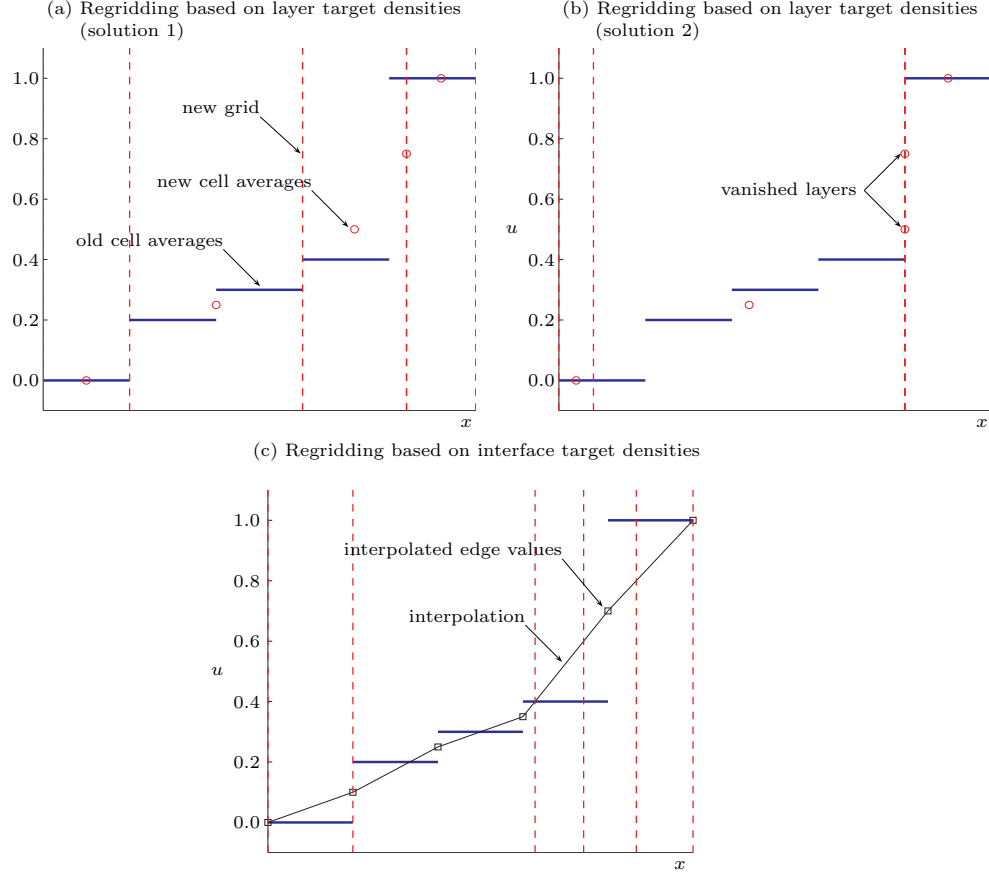 (a) Regridding based on layer target densities
(solution 1)
1.0
0.8
0.6
0.4
0.2
0.0
new grid
new cell averages
old cell averages
x
(b) Regridding based on layer target densities
(solution 2)
1.0
0.8
0.6
u
0.4
0.2
0.0
vanished layers
x
(c) Regridding based on interface target densities
1.0
0.8
0.6
u
0.4
0.2
0.0
interpolated edge values
interpolation
x